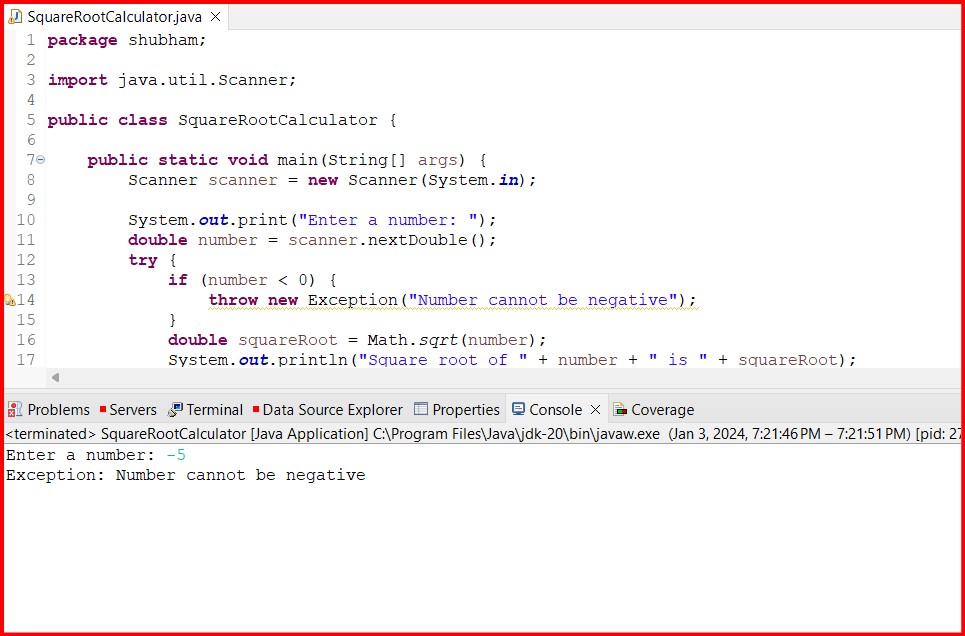 SquareRootCalculator.java
1 package shubham;
2
3 import java.util.Scanner;
4
5 public class SquareRootCalculator {
6
7 public static void main(String[] args) {
8 Scanner scanner = new Scanner(System.in);
9
10 System.out.print("Enter a number: ");
11 double number = scanner.nextDouble();
12 try {
13 if (number < 0) {
14 throw new Exception("Number cannot be negative");
15 }
16 double squareRoot = Math.sqrt(number);
17 System.out.println("Square root of " + number + " is " + squareRoot);
Problems Servers Terminal Data Source Explorer Properties Console Coverage
<terminated> SquareRootCalculator [Java Application] C:\Program Files\Java\jdk-20\bin\javaw.exe (Jan 3, 2024, 7:21:46 PM – 7:21:51 PM) [pid: 27
Enter a number: -5
Exception: Number cannot be negative